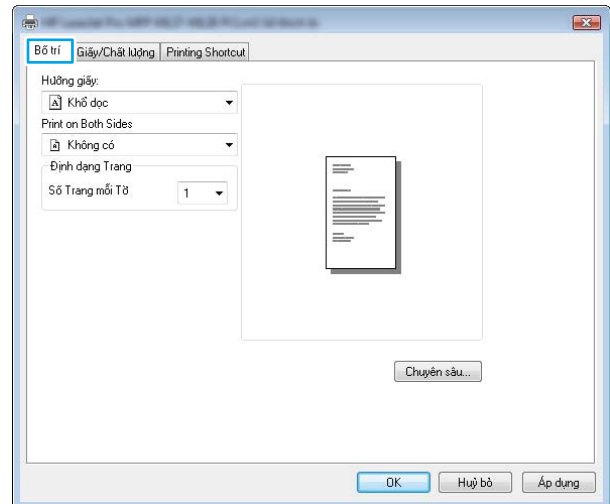 Bố trí
Giấy/Chất lượng
Printing Shortcut
Hướng giấy:
Khổ dọc
Print on Both Sides
Không có
Định dạng Trang
Số Trang mỗi Tờ
1
Chuyên sâu...
OK
Huỷ bỏ
Áp dụng